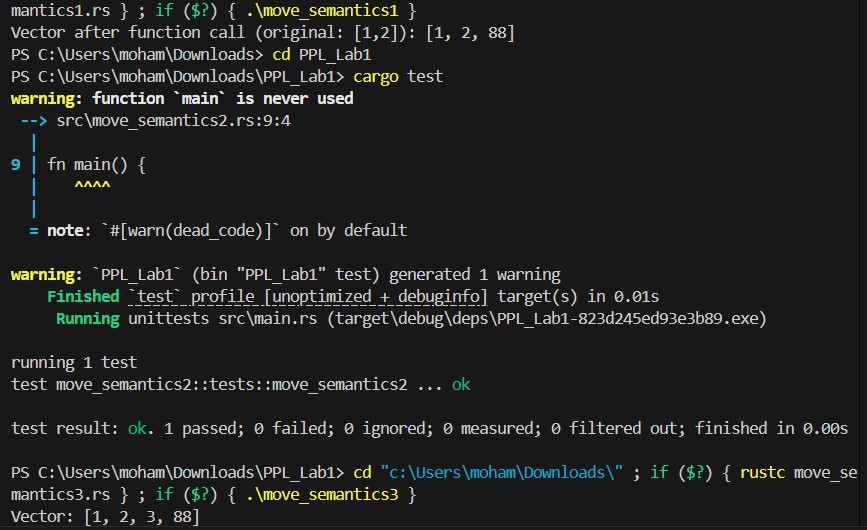 mantics1.rs } ; if ($?) { .\move_semantics1 }
Vector after function call (original: [1,2]): [1, 2, 88]
PS C:\Users\moham\Downloads> cd PPL_Lab1
PS C:\Users\moham\Downloads\PPL_Lab1> cargo test
warning: function `main` is never used
 --> src\move_semantics2.rs:9:4
  |
9 | fn main() {
  |    ^^^^
  |
  = note: `#[warn(dead_code)]` on by default

warning: `PPL_Lab1` (bin "PPL_Lab1" test) generated 1 warning
    Finished `test` profile [unoptimized + debuginfo] target(s) in 0.01s
     Running unittests src\main.rs (target\debug\deps\PPL_Lab1-823d245ed93e3b89.exe)

running 1 test
test move_semantics2::tests::move_semantics2 ... ok

test result: ok. 1 passed; 0 failed; 0 ignored; 0 measured; 0 filtered out; finished in 0.00s

PS C:\Users\moham\Downloads\PPL_Lab1> cd "c:\Users\moham\Downloads\" ; if ($?) { rustc move_se
mantics3.rs } ; if ($?) { .\move_semantics3 }
Vector: [1, 2, 3, 88]